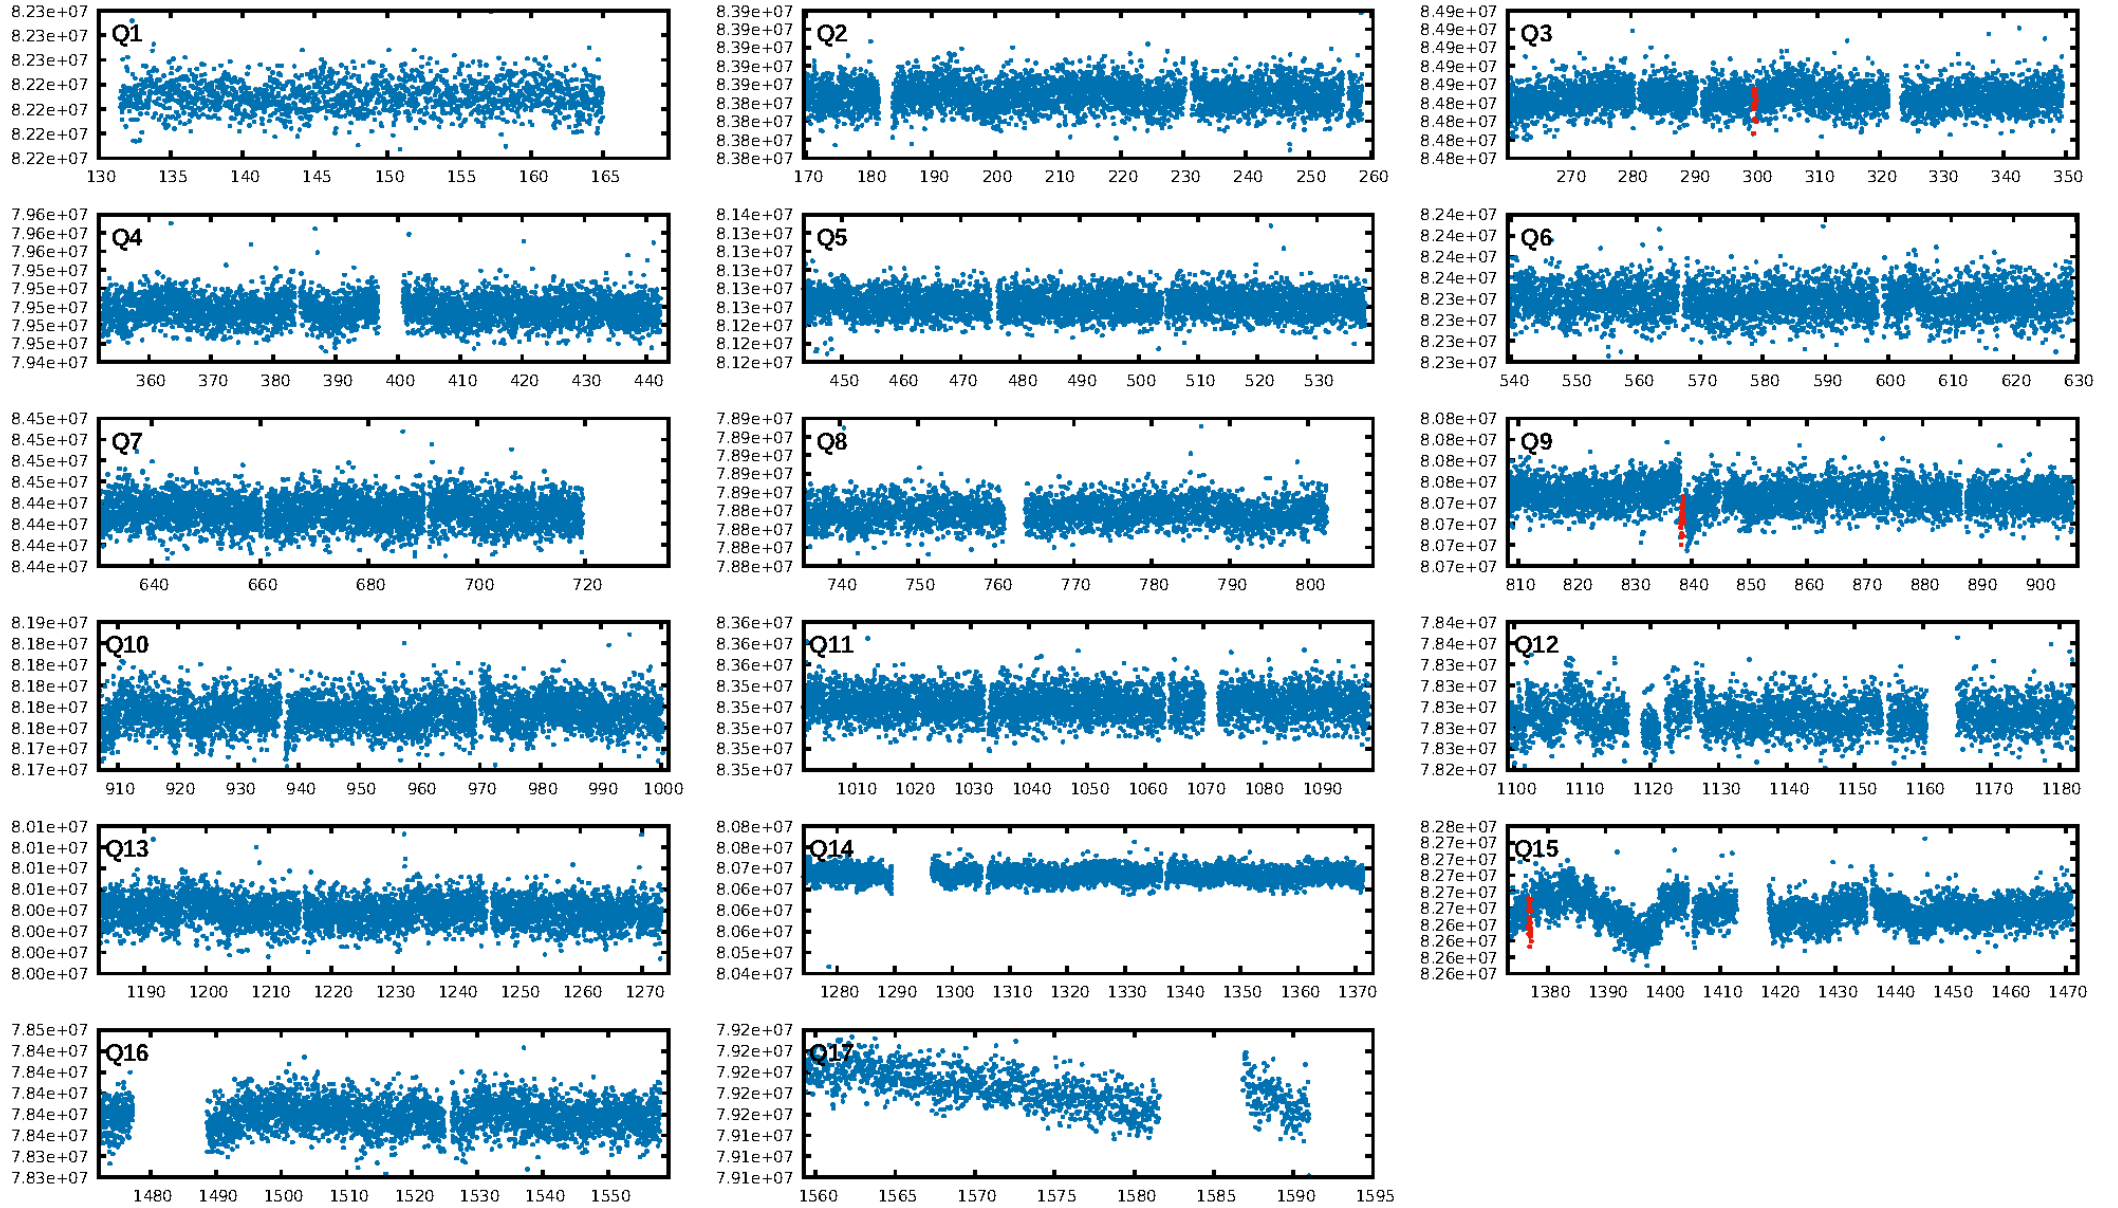 8.23e+07
8.23e+07
8.23e+07
8.22e+07
8.22e+07
8.22e+07
8.22e+07
Q1
130 135 140 145 150 155 160 165
8.39e+07
8.39e+07
8.39e+07
8.39e+07
8.39e+07
8.38e+07
8.38e+07
8.38e+07
8.38e+07
Q2
170 180 190 200 210 220 230 240 250 260
8.49e+07
8.49e+07
8.49e+07
8.49e+07
8.49e+07
8.48e+07
8.48e+07
8.48e+07
8.48e+07
Q3
270 280 290 300 310 320 330 340 350
7.96e+07
7.96e+07
7.96e+07
7.95e+07
7.95e+07
7.95e+07
7.95e+07
7.95e+07
7.94e+07
Q4
360 370 380 390 400 410 420 430 440
8.14e+07
8.13e+07
8.13e+07
8.13e+07
8.13e+07
8.13e+07
8.12e+07
8.12e+07
8.12e+07
Q5
450 460 470 480 490 500 510 520 530
8.24e+07
8.24e+07
8.24e+07
8.24e+07
8.23e+07
8.23e+07
8.23e+07
8.23e+07
Q6
540 550 560 570 580 590 600 610 620 630
8.45e+07
8.45e+07
8.45e+07
8.45e+07
8.44e+07
8.44e+07
8.44e+07
8.44e+07
Q7
640 660 680 700 720
7.89e+07
7.89e+07
7.89e+07
7.89e+07
7.89e+07
7.88e+07
7.88e+07
7.88e+07
7.88e+07
Q8
740 750 760 770 780 790 800
8.08e+07
8.08e+07
8.08e+07
8.08e+07
8.07e+07
8.07e+07
8.07e+07
8.07e+07
Q9
810 820 830 840 850 860 870 880 890 900
8.19e+07
8.18e+07
8.18e+07
8.18e+07
8.18e+07
8.18e+07
8.17e+07
8.17e+07
Q10
910 920 930 940 950 960 970 980 990 1000
8.36e+07
8.36e+07
8.36e+07
8.35e+07
8.35e+07
8.35e+07
8.35e+07
8.35e+07
Q11
1010 1020 1030 1040 1050 1060 1070 1080 1090
7.84e+07
7.84e+07
7.83e+07
7.83e+07
7.83e+07
7.83e+07
7.83e+07
7.82e+07
Q12
1100 1110 1120 1130 1140 1150 1160 1170 1180
8.01e+07
8.01e+07
8.01e+07
8.01e+07
8.00e+07
8.00e+07
8.00e+07
8.00e+07
Q13
1190 1200 1210 1220 1230 1240 1250 1260 1270
8.08e+07
8.08e+07
8.07e+07
8.06e+07
8.06e+07
8.06e+07
8.05e+07
8.04e+07
Q14
1280 1290 1300 1310 1320 1330 1340 1350 1360 1370
8.28e+07
8.27e+07
8.27e+07
8.27e+07
8.27e+07
8.27e+07
8.26e+07
8.26e+07
8.26e+07
8.26e+07
Q15
1380 1390 1400 1410 1420 1430 1440 1450 1460 1470
7.85e+07
7.84e+07
7.84e+07
7.84e+07
7.84e+07
7.84e+07
7.83e+07
7.83e+07
Q16
1480 1490 1500 1510 1520 1530 1540 1550
7.92e+07
7.92e+07
7.92e+07
7.92e+07
7.92e+07
7.91e+07
7.91e+07
7.91e+07
Q17
1560 1565 1570 1575 1580 1585 1590 1595